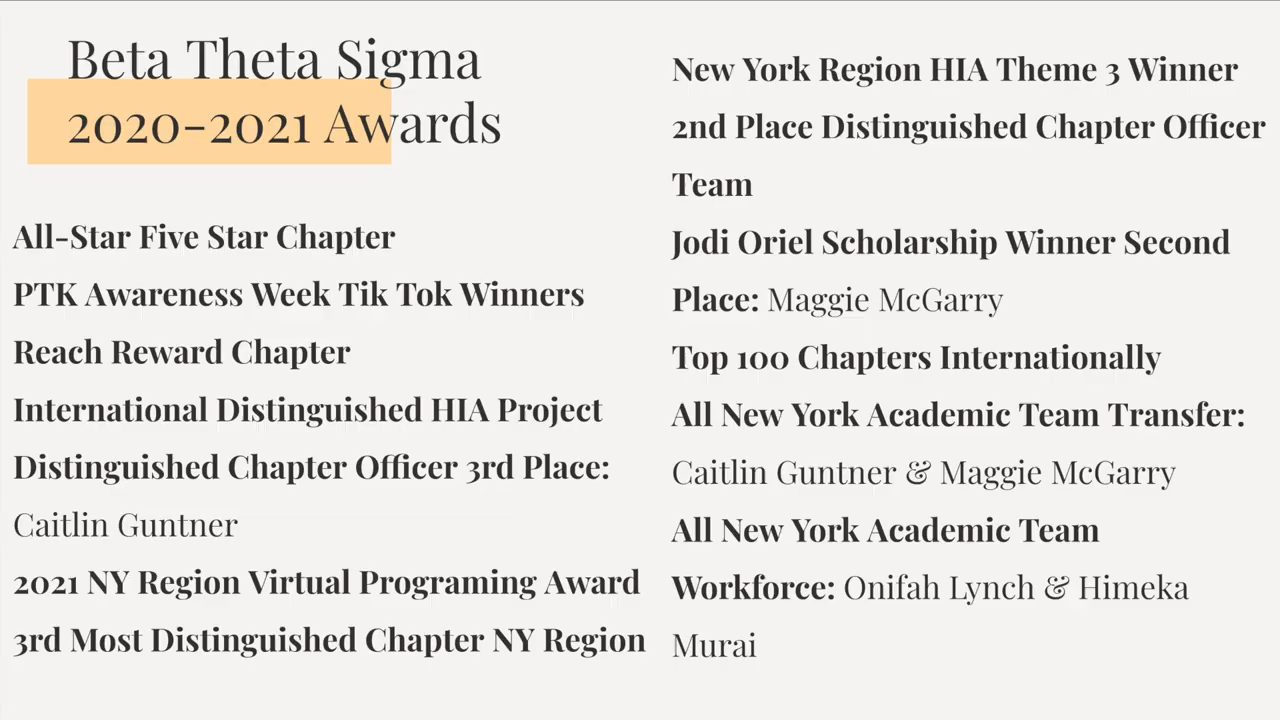 Beta Theta Sigma
2020-2021 Awards
All-Star Five Star Chapter
PTK Awareness Week Tik Tok Winners
Reach Reward Chapter
International Distinguished HIA Project
Distinguished Chapter Officer 3rd Place:
Caitlin Guntner
2021 NY Region Virtual Programing Award
3rd Most Distinguished Chapter NY Region
New York Region HIA Theme 3 Winner
2nd Place Distinguished Chapter Officer
Team
Jodi Oriel Scholarship Winner Second
Place: Maggie McGarry
Top 100 Chapters Internationally
All New York Academic Team Transfer:
Caitlin Guntner & Maggie McGarry
All New York Academic Team
Workforce: Onifah Lynch & Himeka
Murai